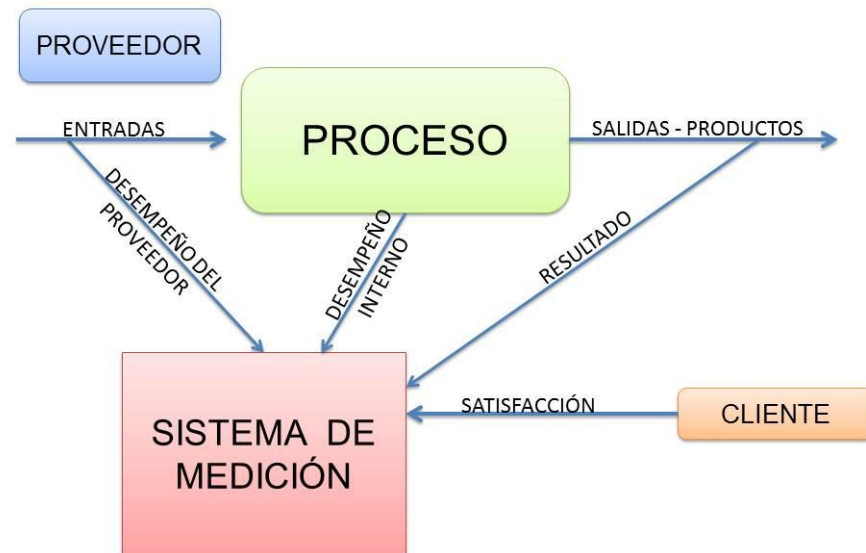 PROVEEDOR
ENTRADAS
PROCESO
SALIDAS - PRODUCTOS
DESEMPEÑO DEL
PROVEEDOR
DESEMPEÑO
INTERNO
RESULTADO
SATISFACCIÓN
CLIENTE
SISTEMA DE
MEDICIÓN